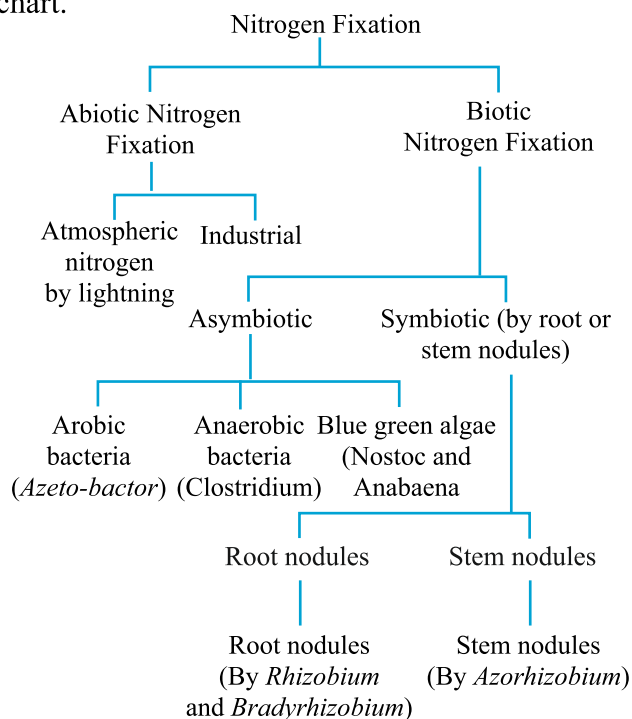 chart.
Nitrogen Fixation
Abiotic Nitrogen
Fixation
Biotic
Nitrogen Fixation
Atmospheric
nitrogen
by lightning
Industrial
Asymbiotic
Symbiotic (by root or
stem nodules)
Arobic
bacteria
(Azeto-bactor)
Anaerobic
bacteria
(Clostridium)
Blue green algae
(Nostoc and
Anabaena
Root nodules
Stem nodules
Root nodules
(By Rhizobium
and Bradyrhizobium)
Stem nodules
(By Azorhizobium)